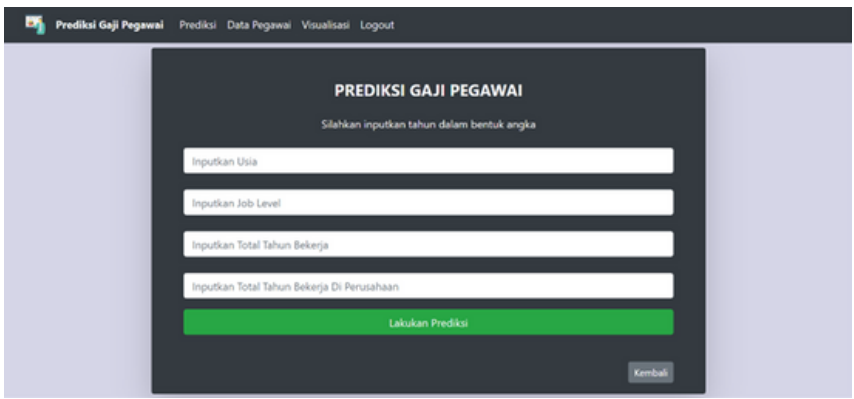 Prediksi Gaji Pegawai Prediksi Data Pegawai Visualisasi Logout
PREDIKSI GAJI PEGAWAI
Silahkan inputkan tahun dalam bentuk angka
Inputkan Usia
Inputkan Job Level
Inputkan Total Tahun Bekerja
Inputkan Total Tahun Bekerja Di Perusahaan
Lakukan Prediksi
Kembali